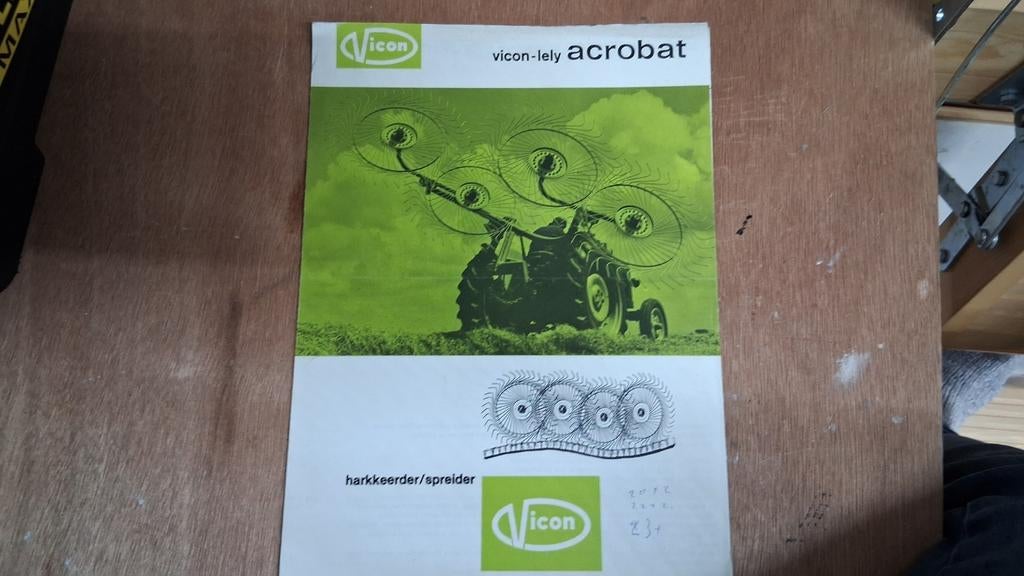 Vicon
vicon-lely acrobat
harkkeerder/spreider
Vicon